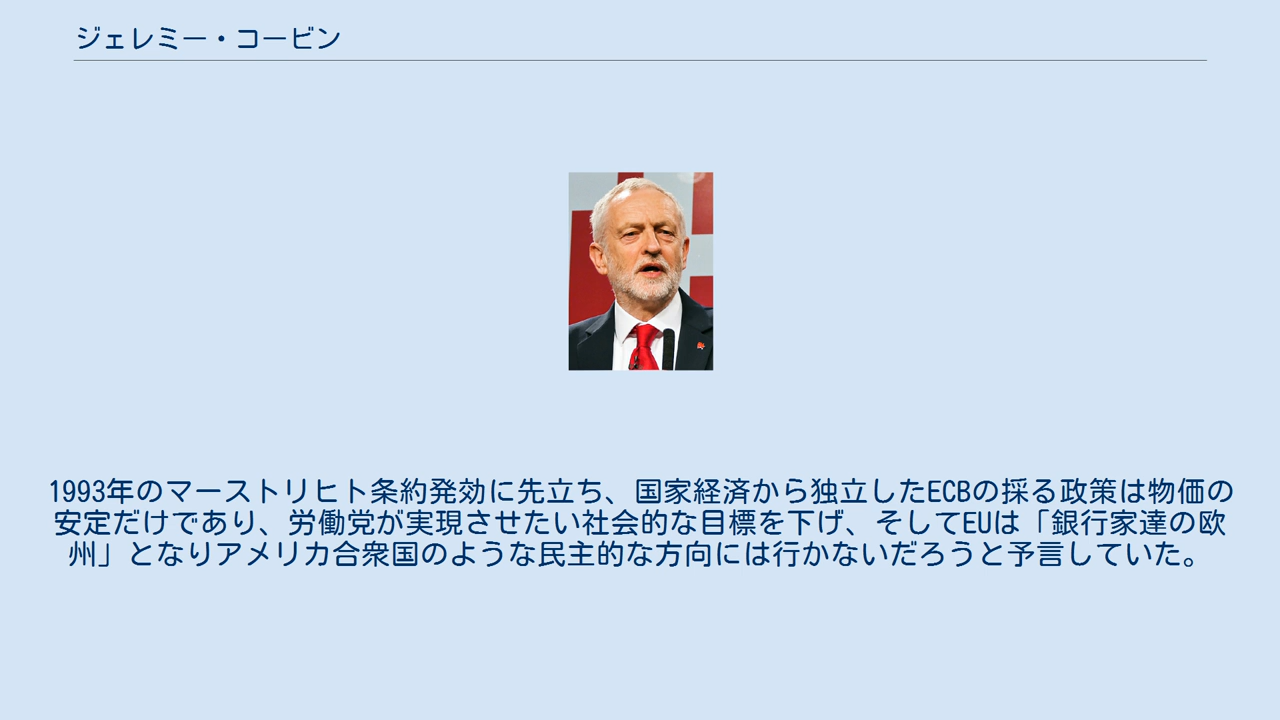 ジェレミー・コービン
1993年のマーストリヒト条約発効に先立ち、国家経済から独立したECBの採る政策は物価の
安定だけであり、労働党が実現させたい社会的な目標を下げ、そしてEUは「銀行家達の欧
州」となりアメリカ合衆国のような民主的な方向には行かないだろうと予言していた。